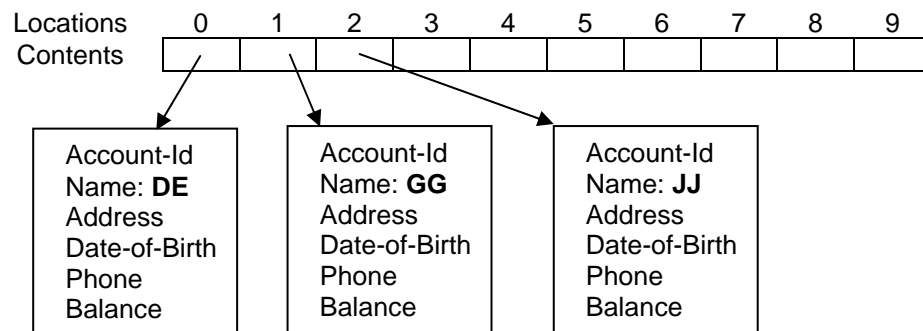 Locations 0 1 2 3 4 5 6 7 8 9
Contents
Account-Id
Name: DE
Address
Date-of-Birth
Phone
Balance
Account-Id
Name: GG
Address
Date-of-Birth
Phone
Balance
Account-Id
Name: JJ
Address
Date-of-Birth
Phone
Balance